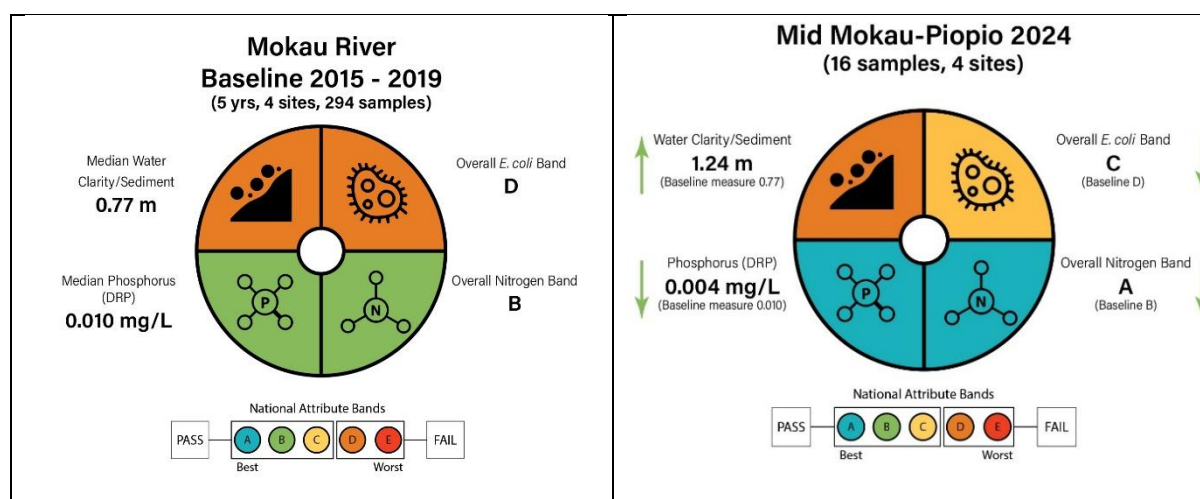 Mokau River
Baseline 2015 - 2019
(5 yrs, 4 sites, 294 samples)
Median Water
Clarity/Sediment
0.77 m
Overall E. coli Band
D
Median Phosphorus
(DRP)
0.010 mg/L
P
N
Overall Nitrogen Band
B
National Attribute Bands
PASS
A
B
C
D
E
FAIL
Best
Worst
Mid Mokau-Piopio 2024
(16 samples, 4 sites)
Water Clarity/Sediment
1.24 m
(Baseline measure 0.77)
Overall E. coli Band
C
(Baseline D)
Phosphorus (DRP)
0.004 mg/L
(Baseline measure 0.010)
P
N
Overall Nitrogen Band
A
(Baseline B)
National Attribute Bands
PASS
A
B
C
D
E
FAIL
Best
Worst